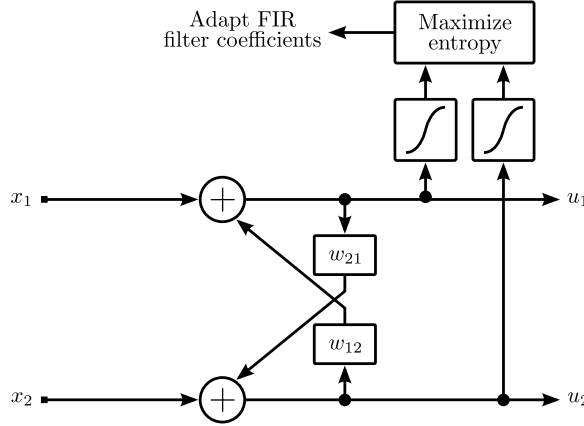 Adapt FIR
filter coefficients
Maximize
entropy
x₁
+
u₁
w₂₁
w₁₂
x₂
+
u₂